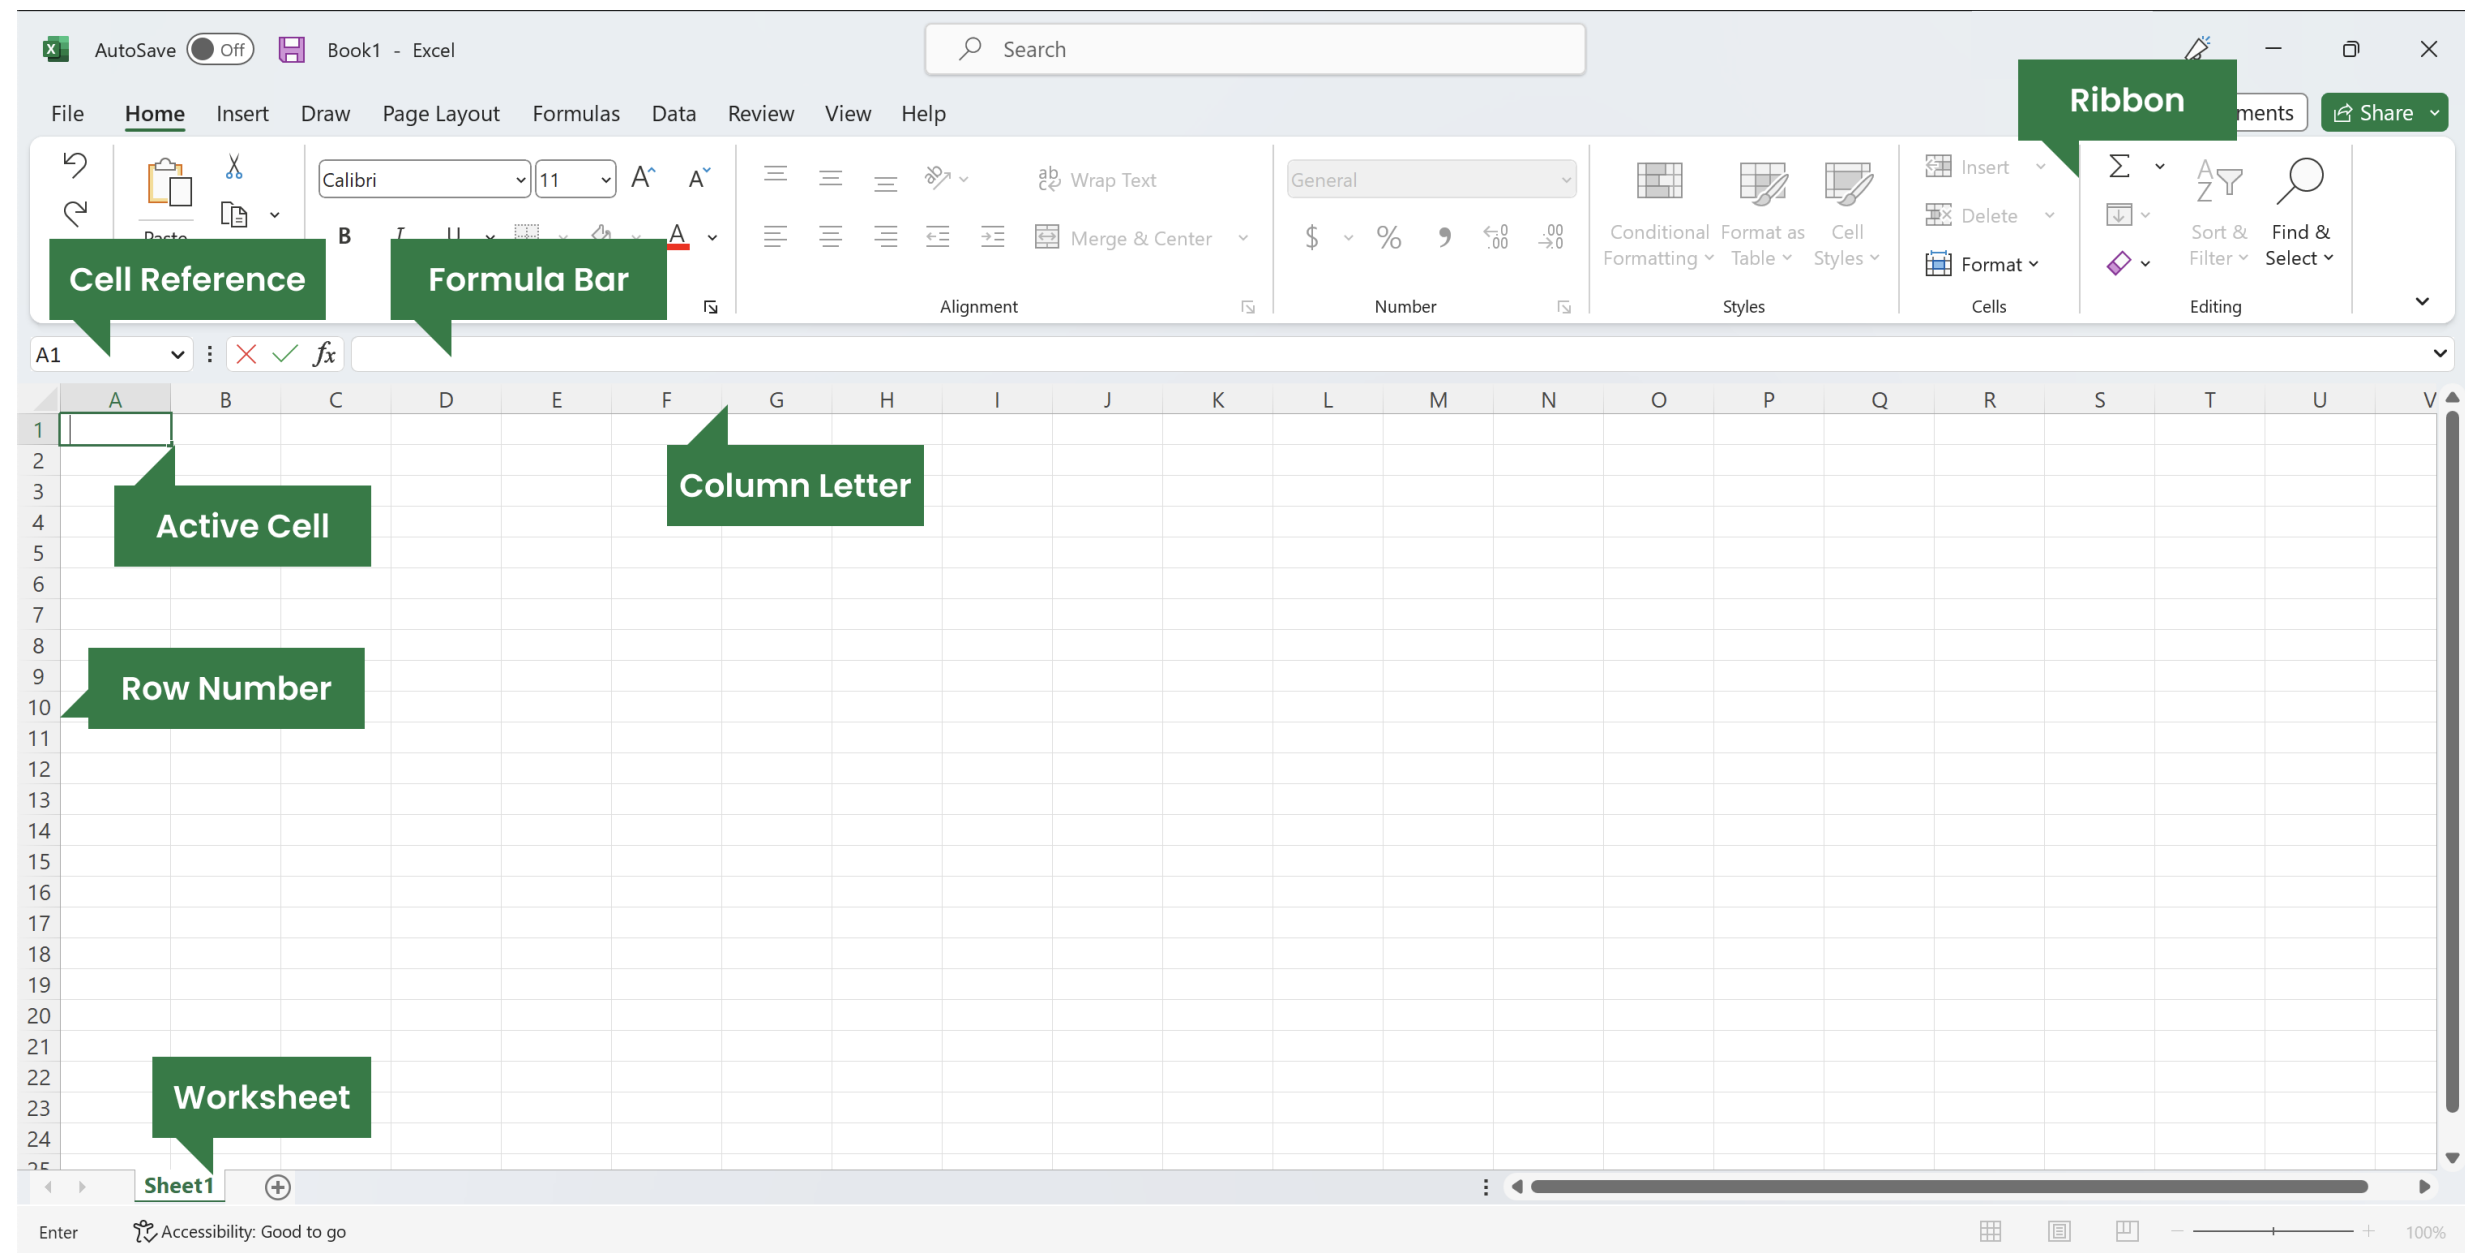 AutoSave Off Book1 - Excel Search
Ribbon
File Home Insert Draw Page Layout Formulas Data Review View Help Share
Calibri 11 A A ab Wrap Text General Insert Σ A Z
B I U A Merge & Center $ % , .00 .00 Conditional Formatting Format as Table Cell Styles Delete Sort & Filter Find & Select
Format
Cell Reference Formula Bar
Alignment Number Styles Cells Editing
A1 fx
A B C D E F G H I J K L M N O P Q R S T U V
1
2
Column Letter
3
Active Cell
4
5
6
7
8
9
Row Number
10
11
12
13
14
15
16
17
18
19
20
21
22
Worksheet
23
24
25
Sheet1
Enter Accessibility: Good to go 100%